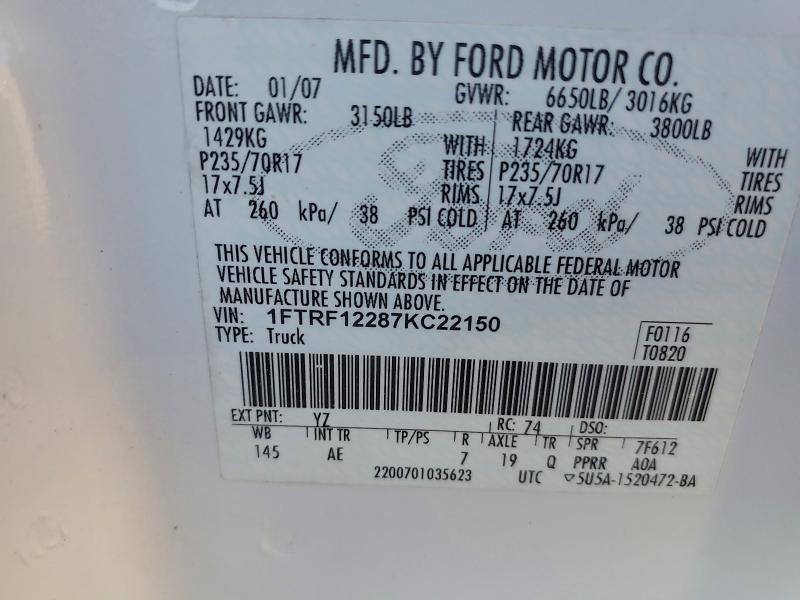 MFD. BY FORD MOTOR CO.
DATE: 01/07 GVWR: 6650LB/ 3016KG
FRONT GAWR: 3150LB REAR GAWR: 3800LB
1429KG WITH 1724KG WITH
P235/70R17 TIRES P235/70R17 TIRES
17x7.5J RIMS 17x7.5J RIMS
AT 260 kPa/ 38 PSI COLD AT 260 kPa/ 38 PSI COLD
Ford
THIS VEHICLE CONFORMS TO ALL APPLICABLE FEDERAL MOTOR
VEHICLE SAFETY STANDARDS IN EFFECT ON THE DATE OF
MANUFACTURE SHOWN ABOVE.
VIN: 1FTRF12287KC22150 F0116
TYPE: Truck T0820
EXT PNT: YZ RC: 74 DSO:
WB INT TR TP/PS R AXLE TR SPR 7F612
145 AE 7 19 Q PPRR A0A
2200701035623 UTC ▽5U5A-1520472-BA